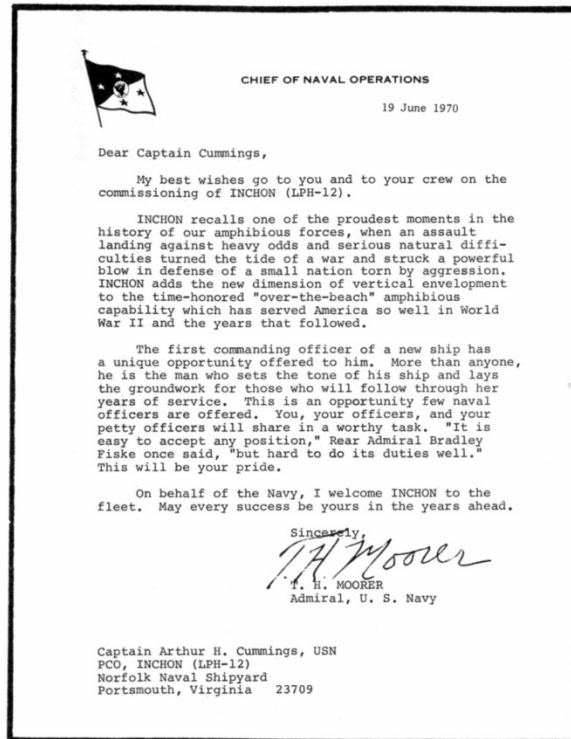 CHIEF OF NAVAL OPERATIONS
19 June 1970
Dear Captain Cummings,
My best wishes go to you and to your crew on the
commissioning of INCHON (LPH-12).
INCHON recalls one of the proudest moments in the
history of our amphibious forces, when an assault
landing against heavy odds and serious natural diffi-
culties turned the tide of a war and struck a powerful
blow in defense of a small nation torn by aggression.
INCHON adds the new dimension of vertical envelopment
to the time-honored "over-the-beach" amphibious
capability which has served America so well in World
War II and the years that followed.
The first commanding officer of a new ship has
a unique opportunity offered to him. More than anyone,
he is the man who sets the tone of his ship and lays
the groundwork for those who will follow through her
years of service. This is an opportunity few naval
officers are offered. You, your officers, and your
petty officers will share in a worthy task. "It is
easy to accept any position," Rear Admiral Bradley
Fiske once said, "but hard to do its duties well."
This will be your pride.
On behalf of the Navy, I welcome INCHON to the
fleet. May every success be yours in the years ahead.
Sincerely,
T H Moorer
T. H. MOORER
Admiral, U. S. Navy
Captain Arthur H. Cummings, USN
PCO, INCHON (LPH-12)
Norfolk Naval Shipyard
Portsmouth, Virginia 23709